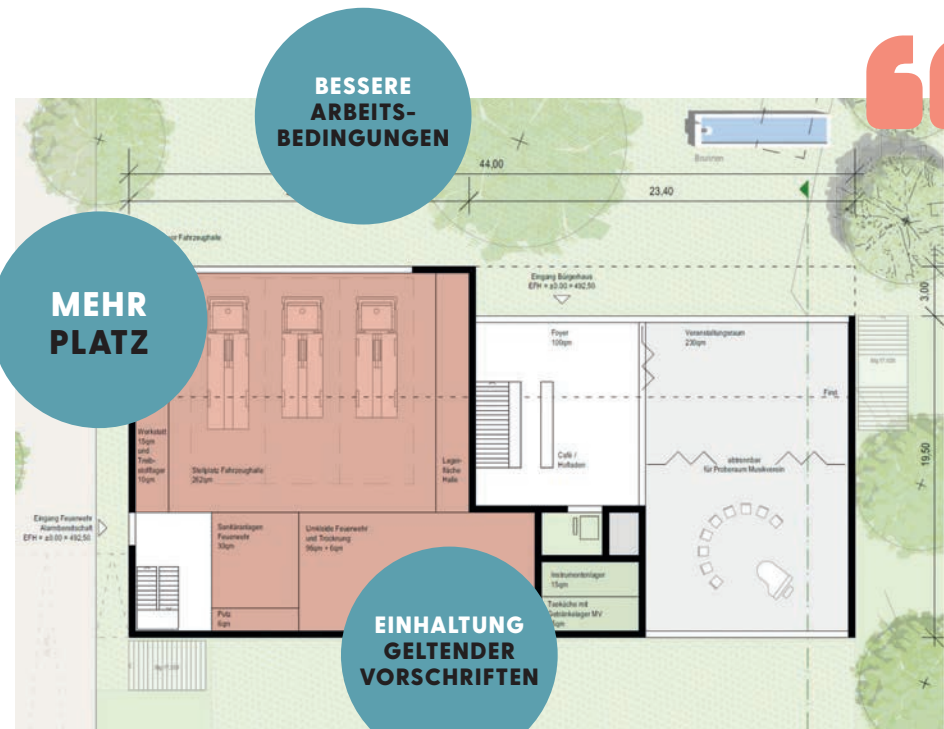 BESSERE
ARBEITS-
BEDINGUNGEN
Brunnen
44,00
23,40
Fahrzeughalle
MEHR
PLATZ
Eingang Bürgerhaus
EFH = ±0.00 = 492,50
3,00
Foyer
100qm
Veranstaltungsraum
230qm
First
Werkstatt
15qm
und
Treib-
stofflager
10qm
Stellplatz Fahrzeughalle
262qm
Lager-
fläche
Halle
Café /
Hofladen
abtrennbar
für Proberaum Musikverein
19,50
Eingang Feuerwehr
Alarmbereitschaft
EFH = ±0.00 = 492,50
Sanitäranlagen
Feuerwehr
30qm
Umkleide Feuerwehr
und Trocknung
96qm + 6qm
Putz
6qm
Instrumentenlager
15qm
Teeküche mit
Getränkelager MV
EINHALTUNG
GELTENDER
VORSCHRIFTEN